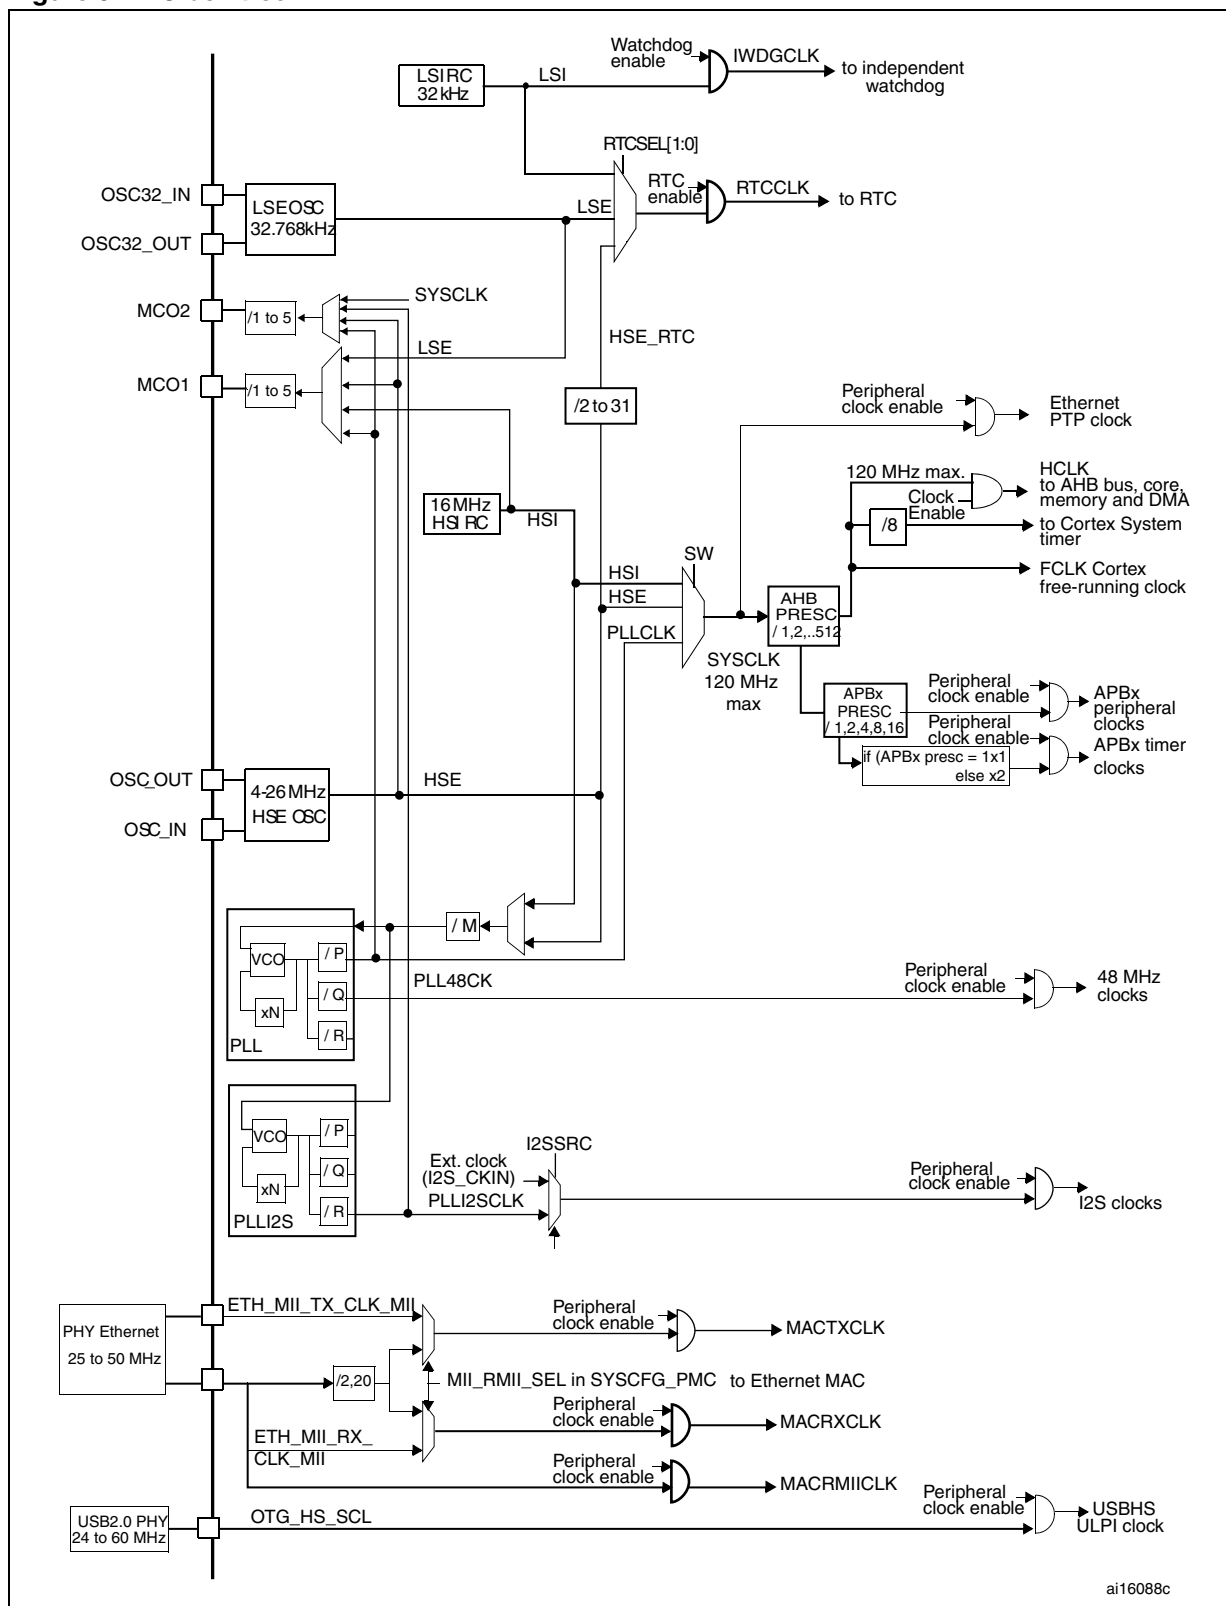 Watchdog
enable
IWDGCLK
to independent
watchdog
LSI RC
32 kHz
LSI
RTCSEL[1:0]
OSC32_IN
OSC32_OUT
LSE OSC
32.768 kHz
LSE
RTC
enable
RTCCLK
to RTC
MCO2
/1 to 5
SYSCLK
LSE
HSE_RTC
MCO1
/1 to 5
/2 to 31
Peripheral
clock enable
Ethernet
PTP clock
16 MHz
HSI RC
HSI
120 MHz max.
Clock
Enable
HCLK
to AHB bus, core,
memory and DMA
/8
to Cortex System
timer
FCLK Cortex
free-running clock
SW
HSI
HSE
PLLCLK
SYSCLK
120 MHz
max
AHB
PRESC
/ 1,2,..512
APBx
PRESC
/ 1,2,4,8,16
Peripheral
clock enable
APBx
peripheral
clocks
Peripheral
clock enable
if (APBx presc = 1x1
else x2
APBx timer
clocks
OSC_OUT
OSC_IN
4-26 MHz
HSE OSC
HSE
/ M
VCO
xN
/ P
/ Q
/ R
PLL
PLL48CK
Peripheral
clock enable
48 MHz
clocks
VCO
xN
/ P
/ Q
/ R
PLLI2S
I2SSRC
Ext. clock
(I2S_CKIN)
PLLI2SCLK
Peripheral
clock enable
I2S clocks
PHY Ethernet
25 to 50 MHz
ETH_MII_TX_CLK_MII
Peripheral
clock enable
MACTXCLK
/2,20
MII_RMII_SEL in SYSCFG_PMC
to Ethernet MAC
ETH_MII_RX_
CLK_MII
Peripheral
clock enable
MACRXCLK
Peripheral
clock enable
MACRMIICLK
USB2.0 PHY
24 to 60 MHz
OTG_HS_SCL
Peripheral
clock enable
USBHS
ULPI clock
ai16088c